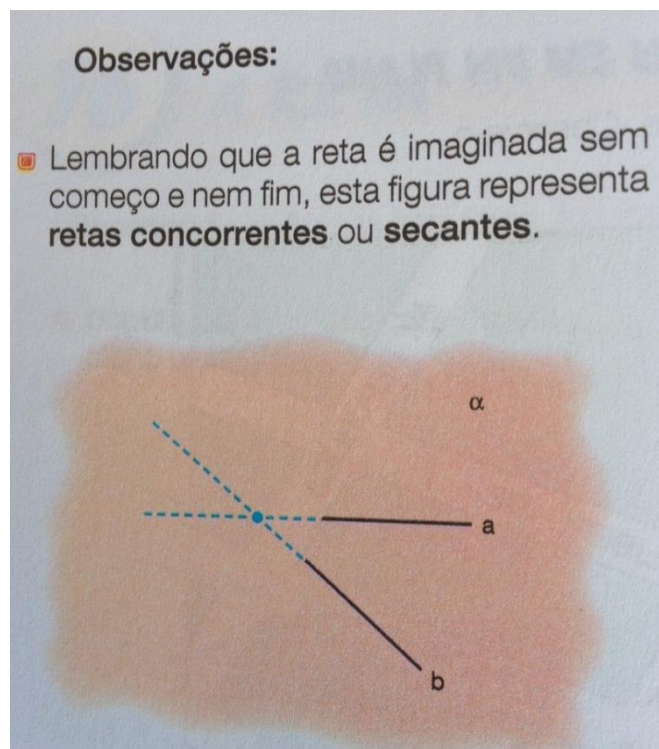 Observações:
Lembrando que a reta é imaginada sem
começo e nem fim, esta figura representa
retas concorrentes ou secantes.
α
a
b